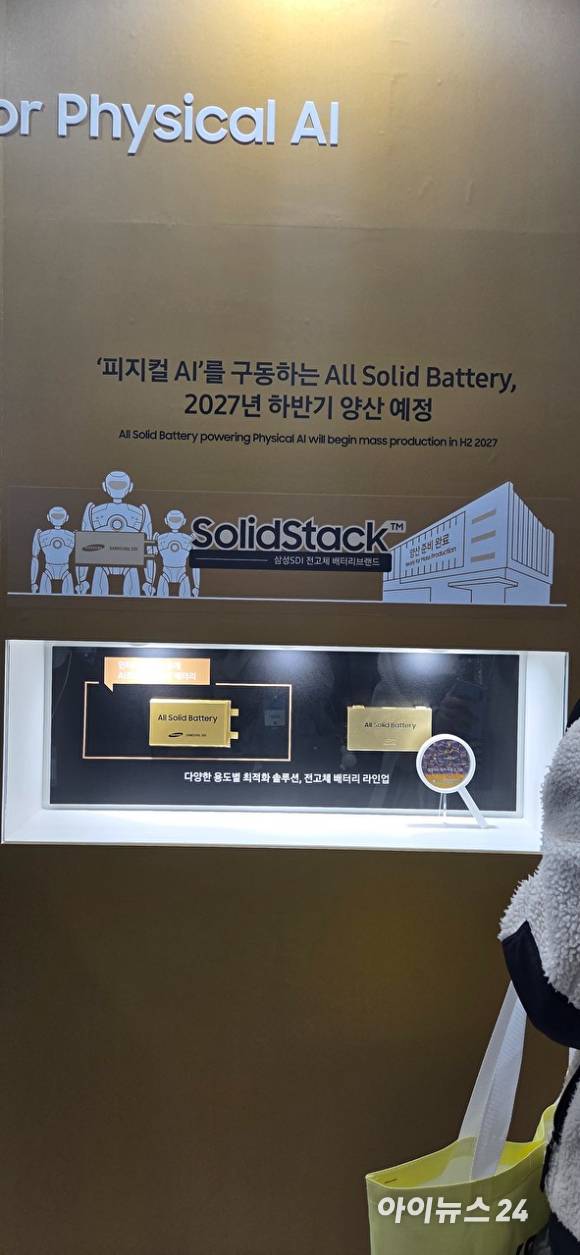 or Physical AI
‘피지컬 AI’를 구동하는 All Solid Battery,
2027년 하반기 양산 예정
All Solid Battery powering Physical AI will begin mass production in H2 2027
SolidStack™
삼성SDI 전고체 배터리브랜드
SAMSUNG SAMSUNG SDI
양산 준비 완료
Ready for Mass Production
All Solid Battery
SAMSUNG SDI
All Solid Battery
다양한 용도별 최적화 솔루션, 전고체 배터리 라인업
아이뉴스24